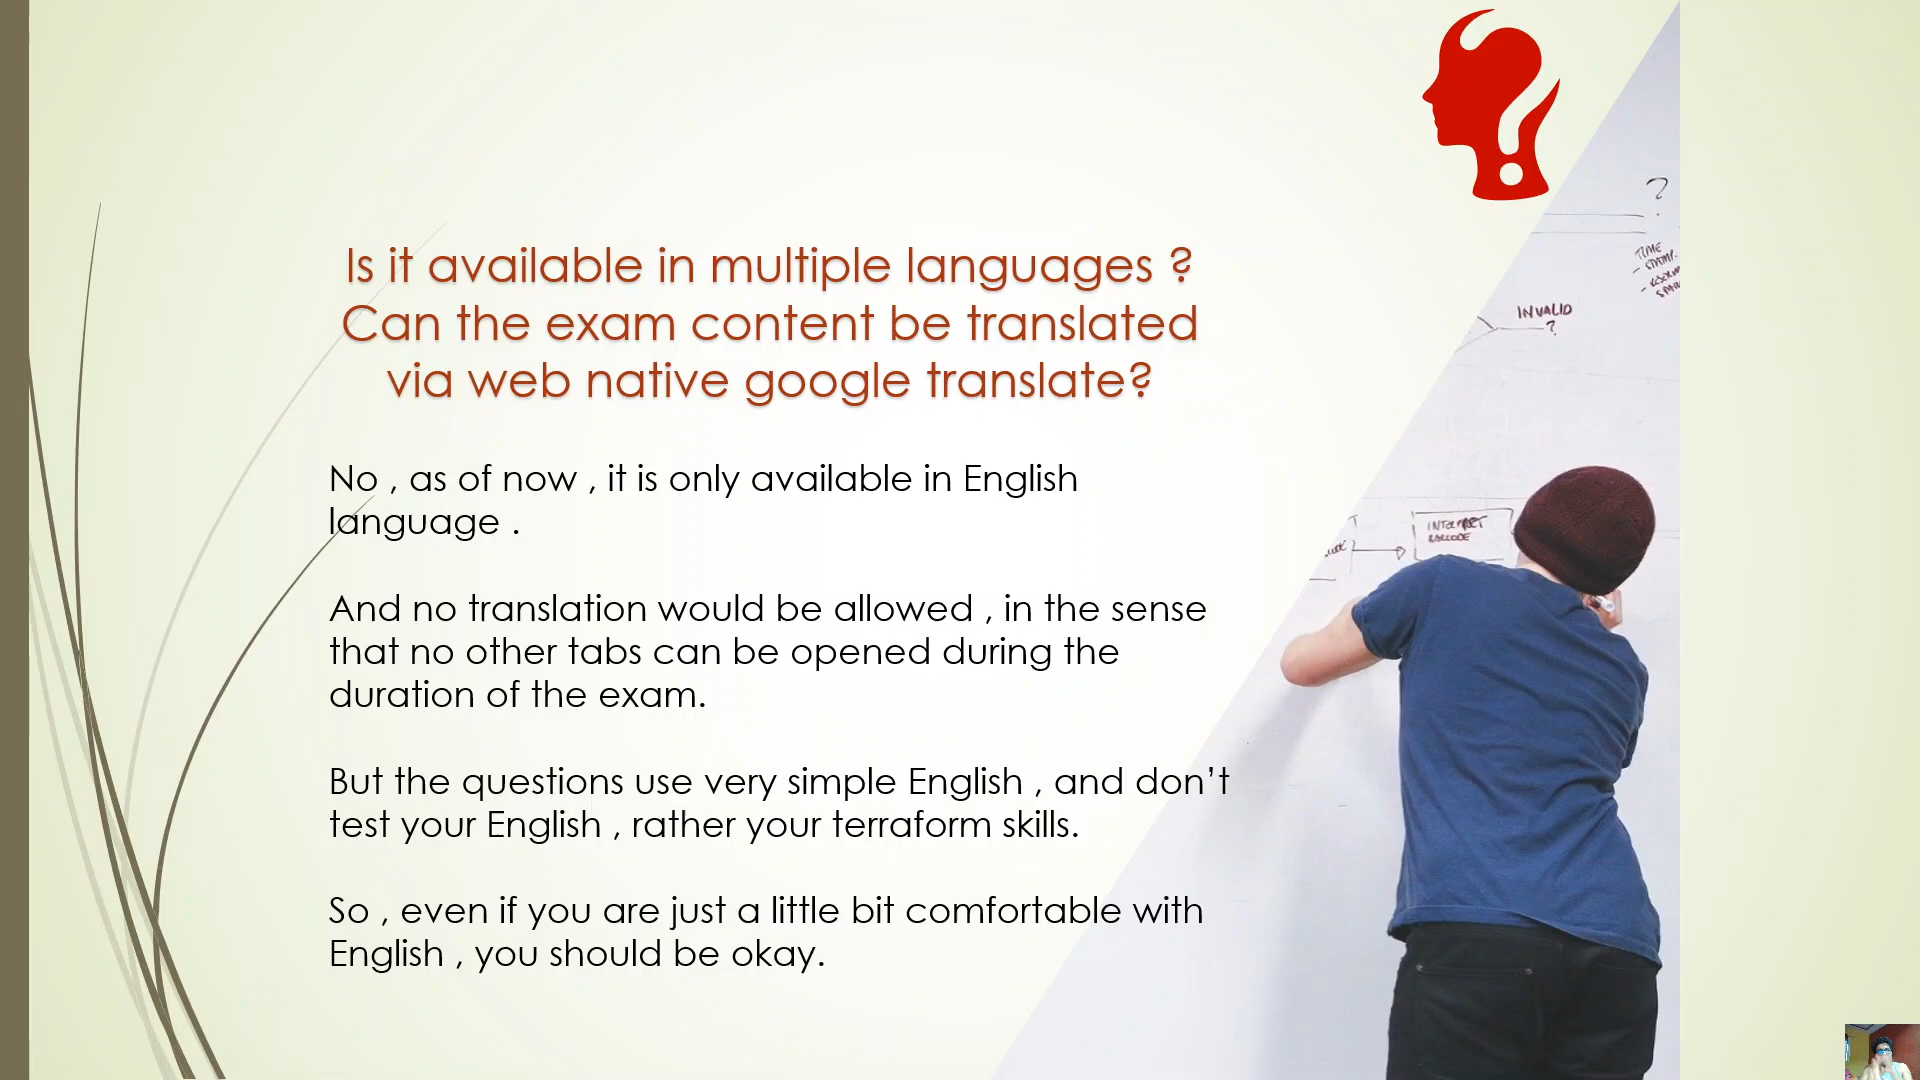 Is it available in multiple languages ?
Can the exam content be translated
via web native google translate?
No , as of now , it is only available in English
language .
And no translation would be allowed , in the sense
that no other tabs can be opened during the
duration of the exam.
But the questions use very simple English , and don’t
test your English , rather your terraform skills.
So , even if you are just a little bit comfortable with
English , you should be okay.
?
TIME
INVALID
?
INTERPRET
BARCODE